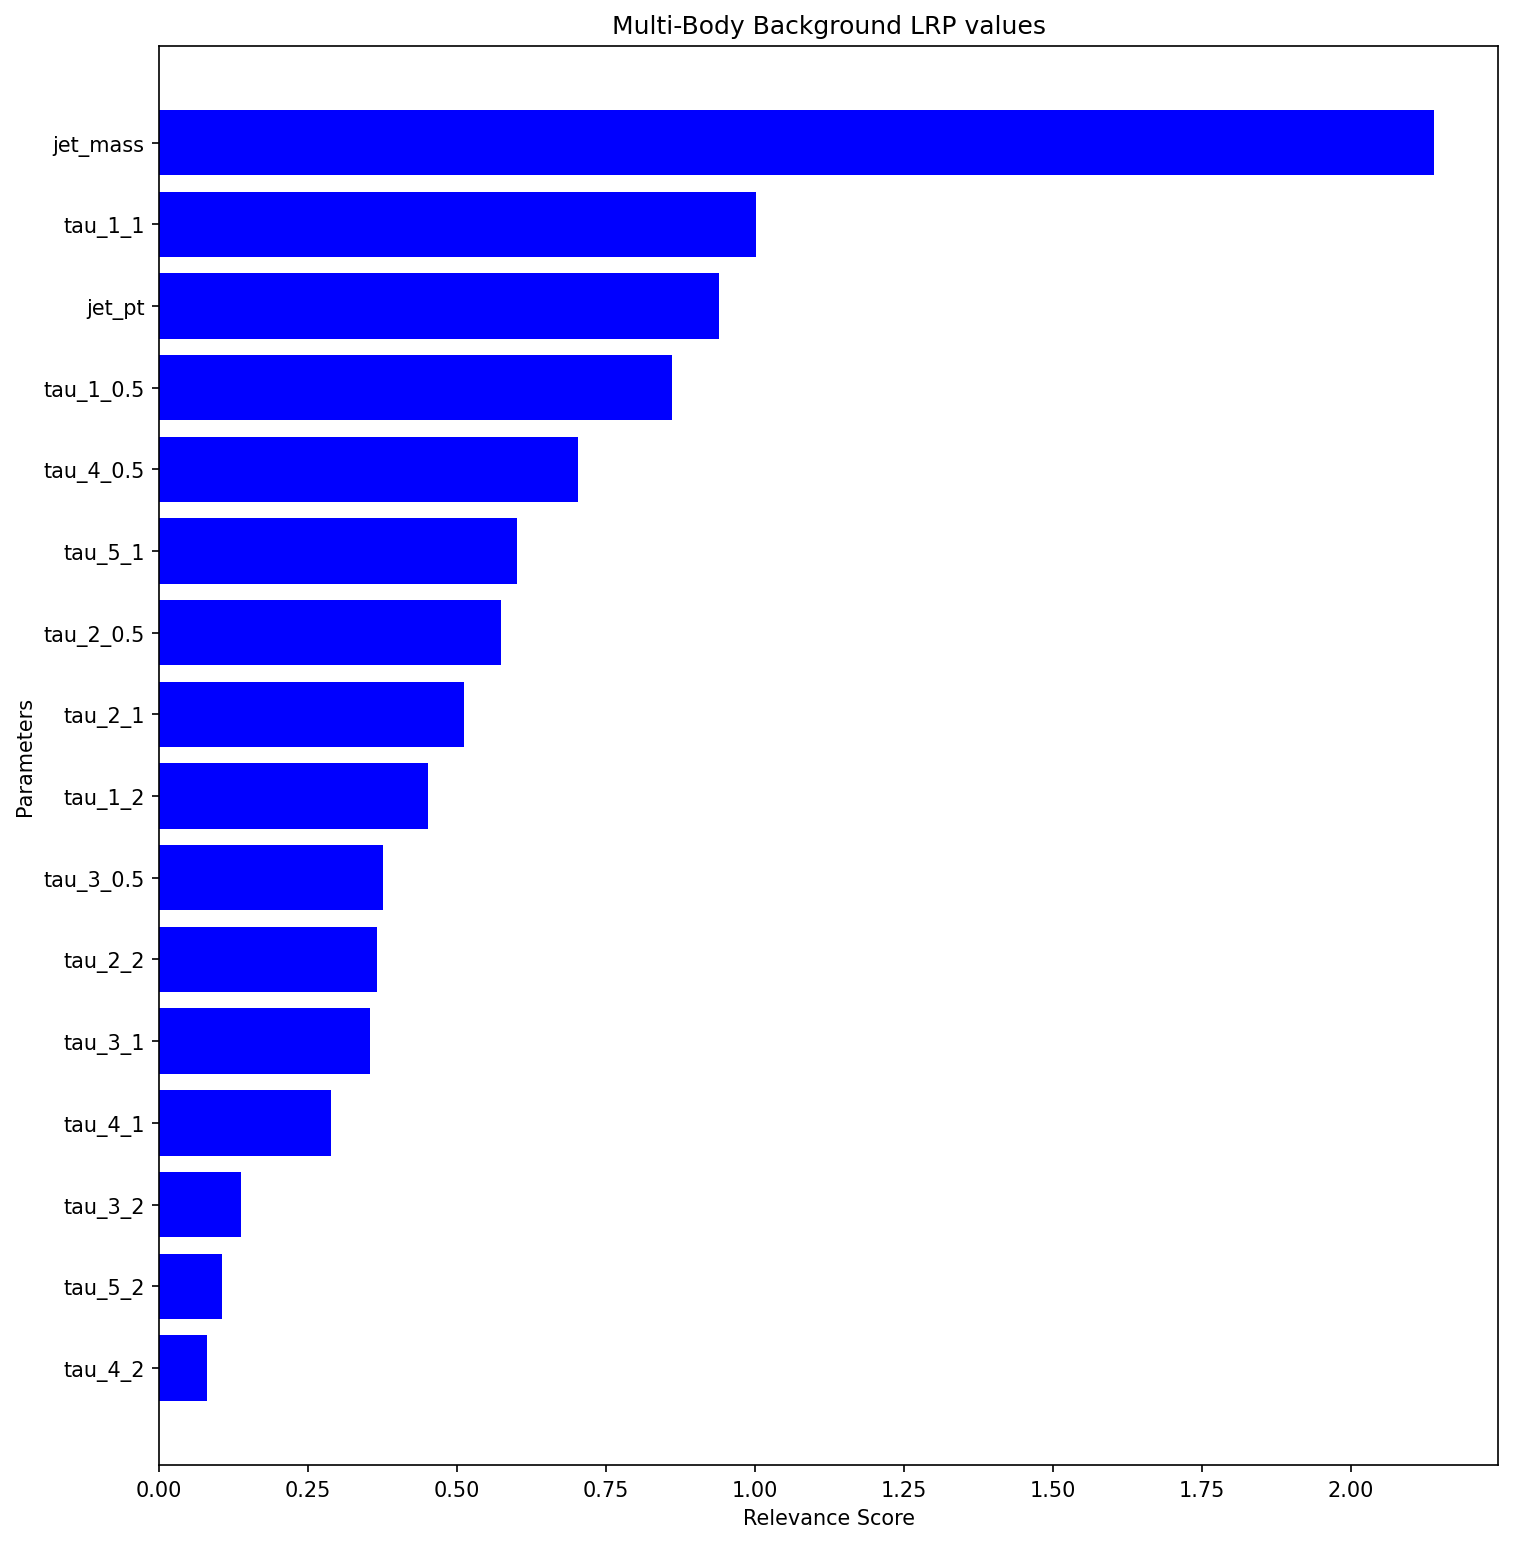 Multi-Body Background LRP values
jet_mass
tau_1_1
jet_pt
tau_1_0.5
tau_4_0.5
tau_5_1
tau_2_0.5
tau_2_1
tau_1_2
tau_3_0.5
tau_2_2
tau_3_1
tau_4_1
tau_3_2
tau_5_2
tau_4_2
Parameters
0.00 0.25 0.50 0.75 1.00 1.25 1.50 1.75 2.00
Relevance Score